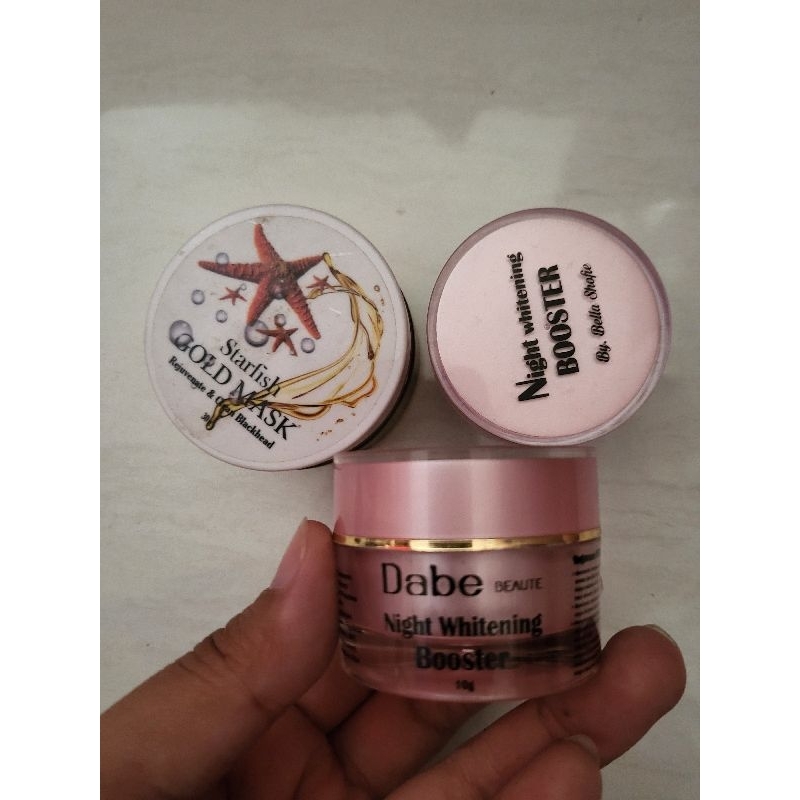 Starfish
GOLD MASK
Rejuvenate & Blackhead
Night whitening
BOOSTER
By. Bella Shofie
Dabe BEAUTE
Night Whitening
Booster
10g